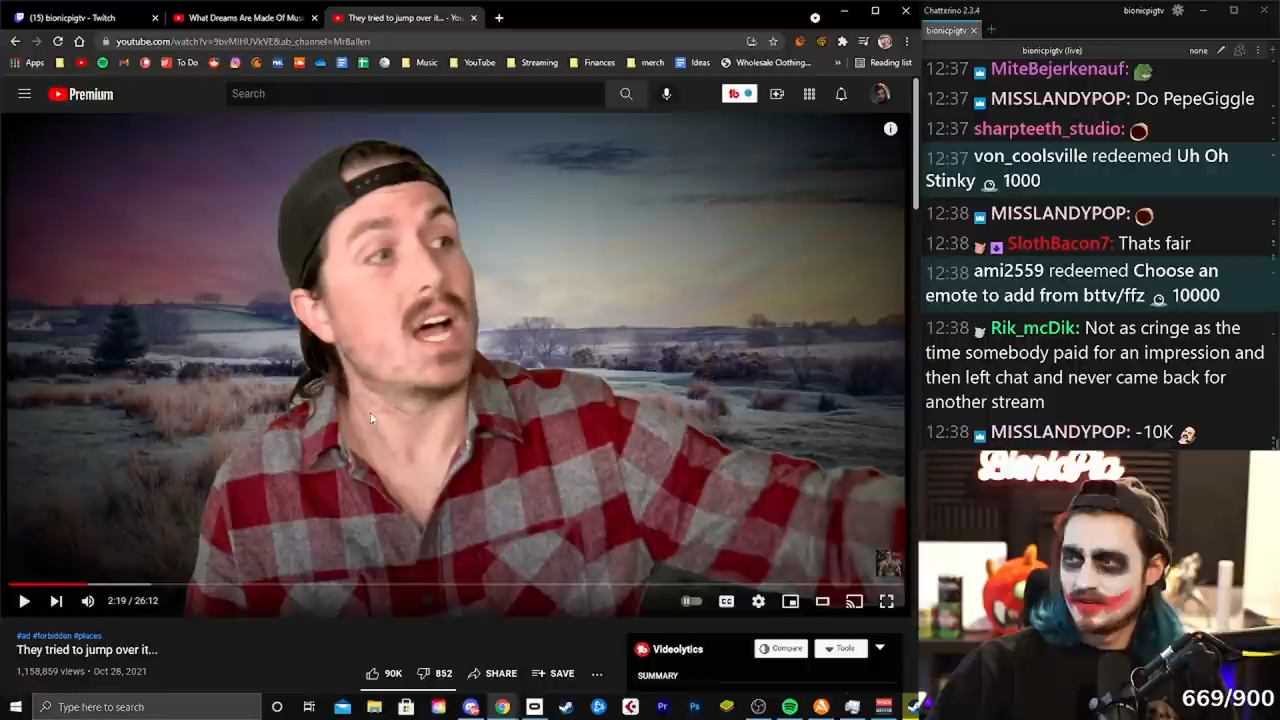 (15) bionicpigtv - Twitch
What Dreams Are Made Of Mus
They tried to jump over it... - You
youtube.com/watch?v=9bvMlHUVkVE&ab_channel=MrBallen
Apps
To Do
Music
YouTube
Streaming
Finances
merch
Ideas
Wholesale Clothing...
Reading list
Premium
Search
tb
2:19 / 26:12
#ad #forbidden #places
They tried to jump over it...
1,158,859 views • Oct 28, 2021
90K
852
SHARE
SAVE
Videolytics
Compare
Tools
SUMMARY
Type here to search
Chatterino 2.3.4
bionicpigtv
bionicpigtv
bionicpigtv (live)
none
12:37 MiteBejerkenauf:
12:37 MISSLANDYPOP: Do PepeGiggle
12:37 sharpteeth_studio:
12:37 von_coolsville redeemed Uh Oh
Stinky 1000
12:38 MISSLANDYPOP:
12:38 SlothBacon7: Thats fair
12:38 ami2559 redeemed Choose an
emote to add from bttv/ffz 10000
12:38 Rik_mcDik: Not as cringe as the
time somebody paid for an impression and
then left chat and never came back for
another stream
12:38 MISSLANDYPOP: -10K
BionicPig
669/900